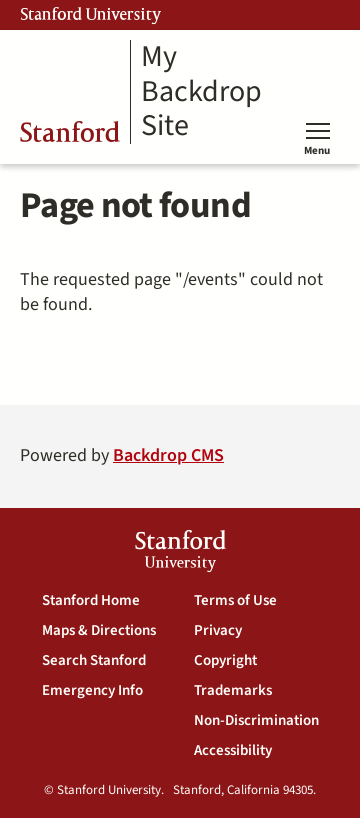 Stanford University
Stanford
My
Backdrop
Site
Menu
Page not found
The requested page "/events" could not
be found.
Powered by Backdrop CMS
Stanford
University
Stanford Home
Maps & Directions
Search Stanford
Emergency Info
Terms of Use
Privacy
Copyright
Trademarks
Non-Discrimination
Accessibility
© Stanford University. Stanford, California 94305.